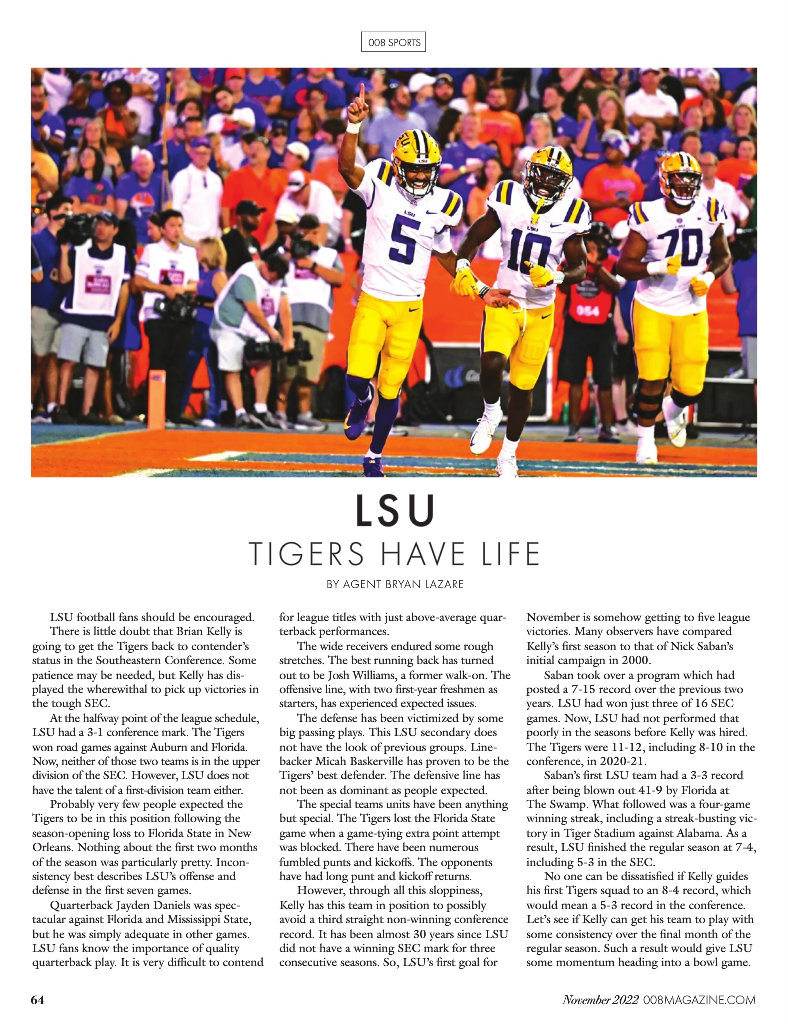 008 SPORTS
LSU
5
10
70
054
LSU
TIGERS HAVE LIFE
BY AGENT BRYAN LAZARE
LSU football fans should be encouraged.
There is little doubt that Brian Kelly is
going to get the Tigers back to contender's
status in the Southeastern Conference. Some
patience may be needed, but Kelly has dis-
played the wherewithal to pick up victories in
the tough SEC.
At the halfway point of the league schedule,
LSU had a 3-1 conference mark. The Tigers
won road games against Auburn and Florida.
Now, neither of those two teams is in the upper
division of the SEC. However, LSU does not
have the talent of a first-division team either.
Probably very few people expected the
Tigers to be in this position following the
season-opening loss to Florida State in New
Orleans. Nothing about the first two months
of the season was particularly pretty. Incon-
sistency best describes LSU's offense and
defense in the first seven games.
Quarterback Jayden Daniels was spec-
tacular against Florida and Mississippi State,
but he was simply adequate in other games.
LSU fans know the importance of quality
quarterback play. It is very difficult to contend
for league titles with just above-average quar-
terback performances.
The wide receivers endured some rough
stretches. The best running back has turned
out to be Josh Williams, a former walk-on. The
offensive line, with two first-year freshmen as
starters, has experienced expected issues.
The defense has been victimized by some
big passing plays. This LSU secondary does
not have the look of previous groups. Line-
backer Micah Baskerville has proven to be the
Tigers' best defender. The defensive line has
not been as dominant as people expected.
The special teams units have been anything
but special. The Tigers lost the Florida State
game when a game-tying extra point attempt
was blocked. There have been numerous
fumbled punts and kickoffs. The opponents
have had long punt and kickoff returns.
However, through all this sloppiness,
Kelly has this team in position to possibly
avoid a third straight non-winning conference
record. It has been almost 30 years since LSU
did not have a winning SEC mark for three
consecutive seasons. So, LSU's first goal for
November is somehow getting to five league
victories. Many observers have compared
Kelly's first season to that of Nick Saban's
initial campaign in 2000.
Saban took over a program which had
posted a 7-15 record over the previous two
years. LSU had won just three of 16 SEC
games. Now, LSU had not performed that
poorly in the seasons before Kelly was hired.
The Tigers were 11-12, including 8-10 in the
conference, in 2020-21.
Saban's first LSU team had a 3-3 record
after being blown out 41-9 by Florida at
The Swamp. What followed was a four-game
winning streak, including a streak-busting vic-
tory in Tiger Stadium against Alabama. As a
result, LSU finished the regular season at 7-4,
including 5-3 in the SEC.
No one can be dissatisfied if Kelly guides
his first Tigers squad to an 8-4 record, which
would mean a 5-3 record in the conference.
Let's see if Kelly can get his team to play with
some consistency over the final month of the
regular season. Such a result would give LSU
some momentum heading into a bowl game.
64
November 2022 008MAGAZINE.COM